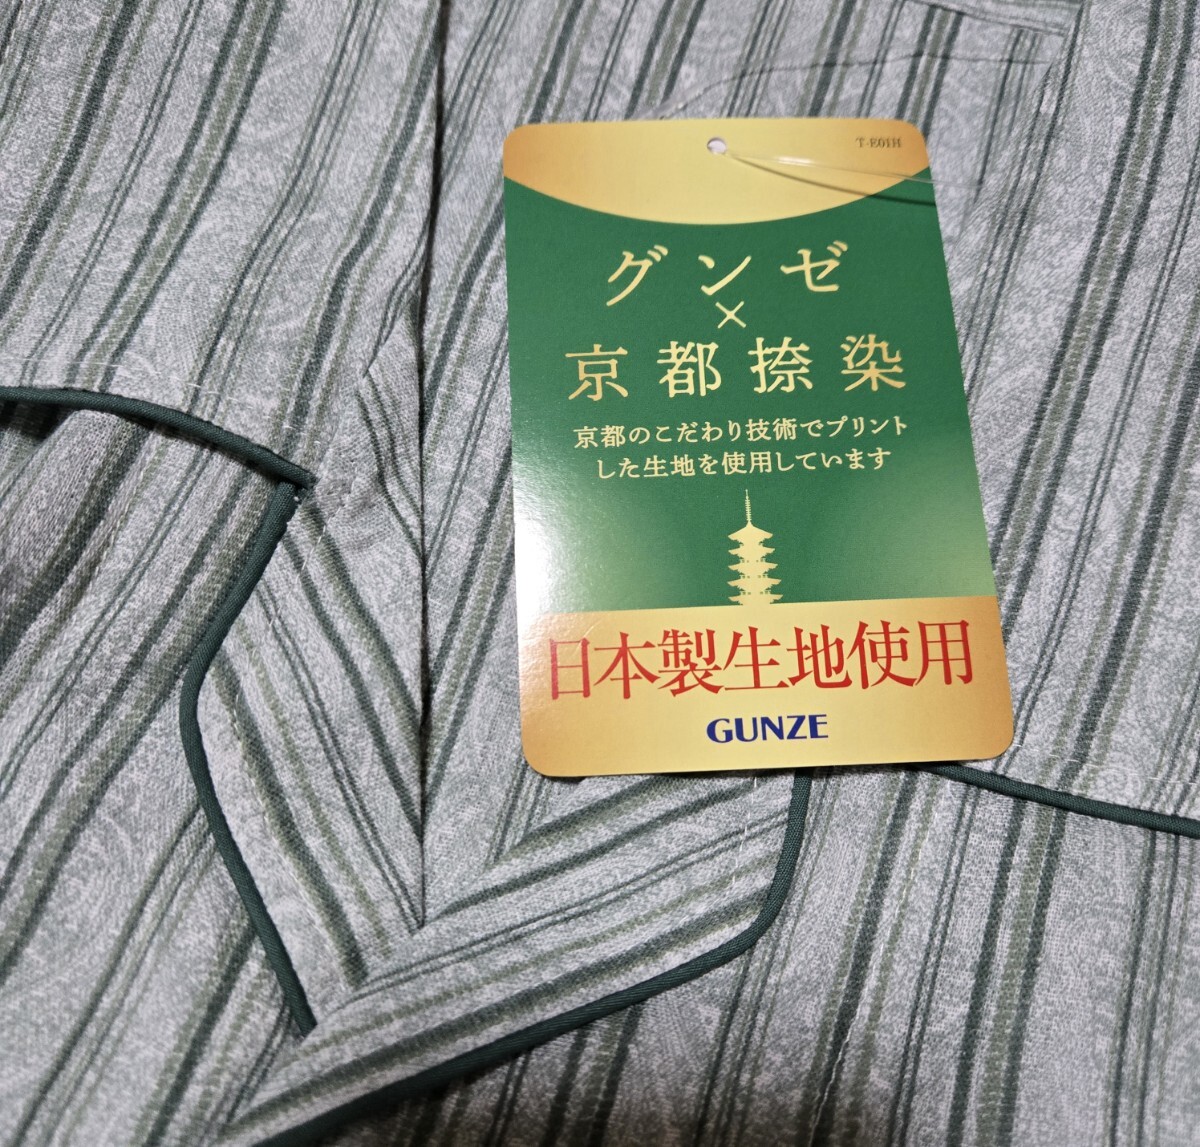 T-E01H
グンゼ
×
京都捺染
京都のこだわり技術でプリント
した生地を使用しています
日本製生地使用
GUNZE